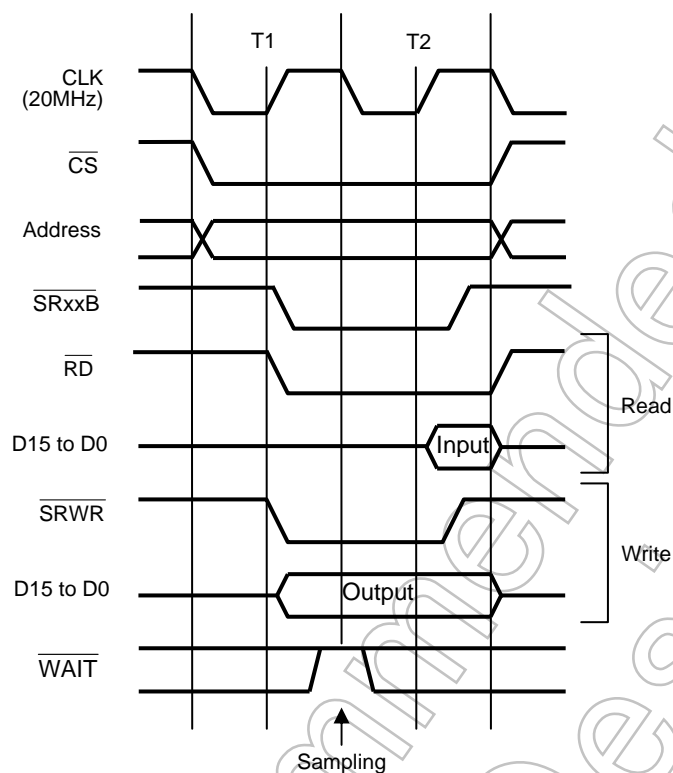 T1 T2
CLK
(20MHz)
CS
Address
SRxxB
RD
Read
D15 to D0
Input
SRWR
Write
D15 to D0
Output
WAIT
Sampling